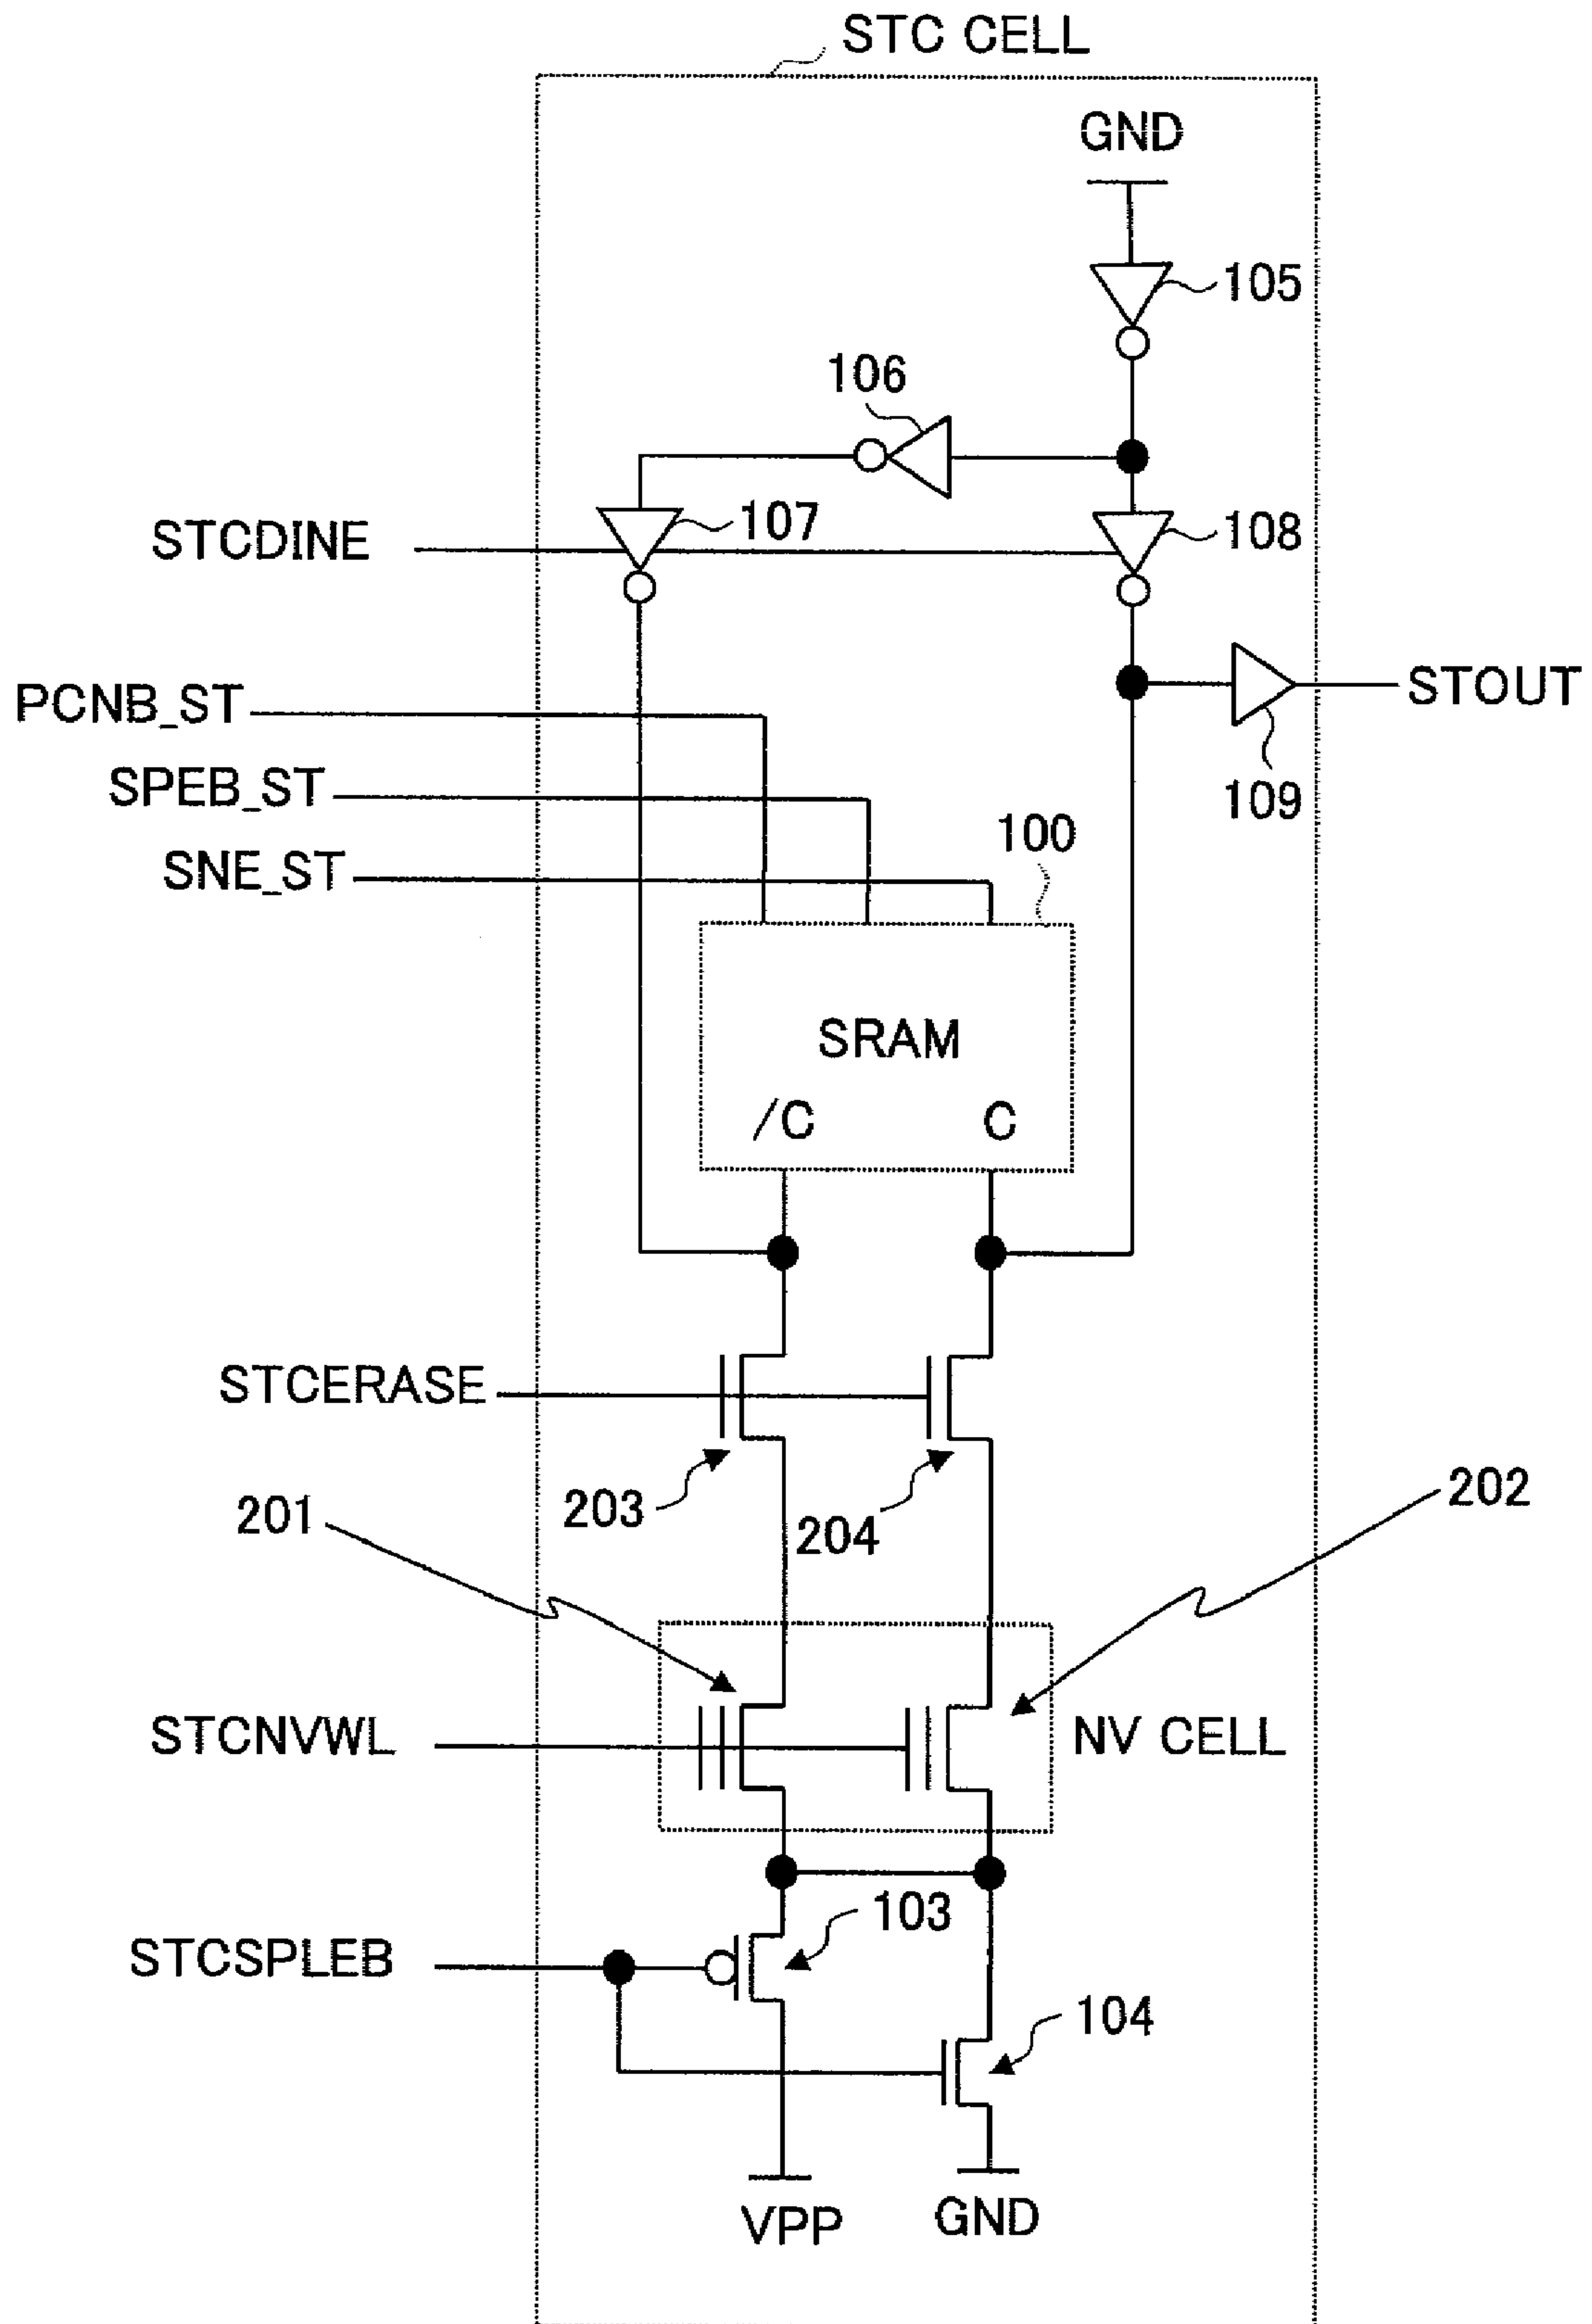 STC CELL
GND
105
106
107
108
STCDINE
PCNB_ST
STOUT
SPEB_ST
109
SNE_ST
100
SRAM
/C
C
STCERASE
203
204
201
202
STCNVWL
NV CELL
103
STCSPLEB
104
VPP
GND